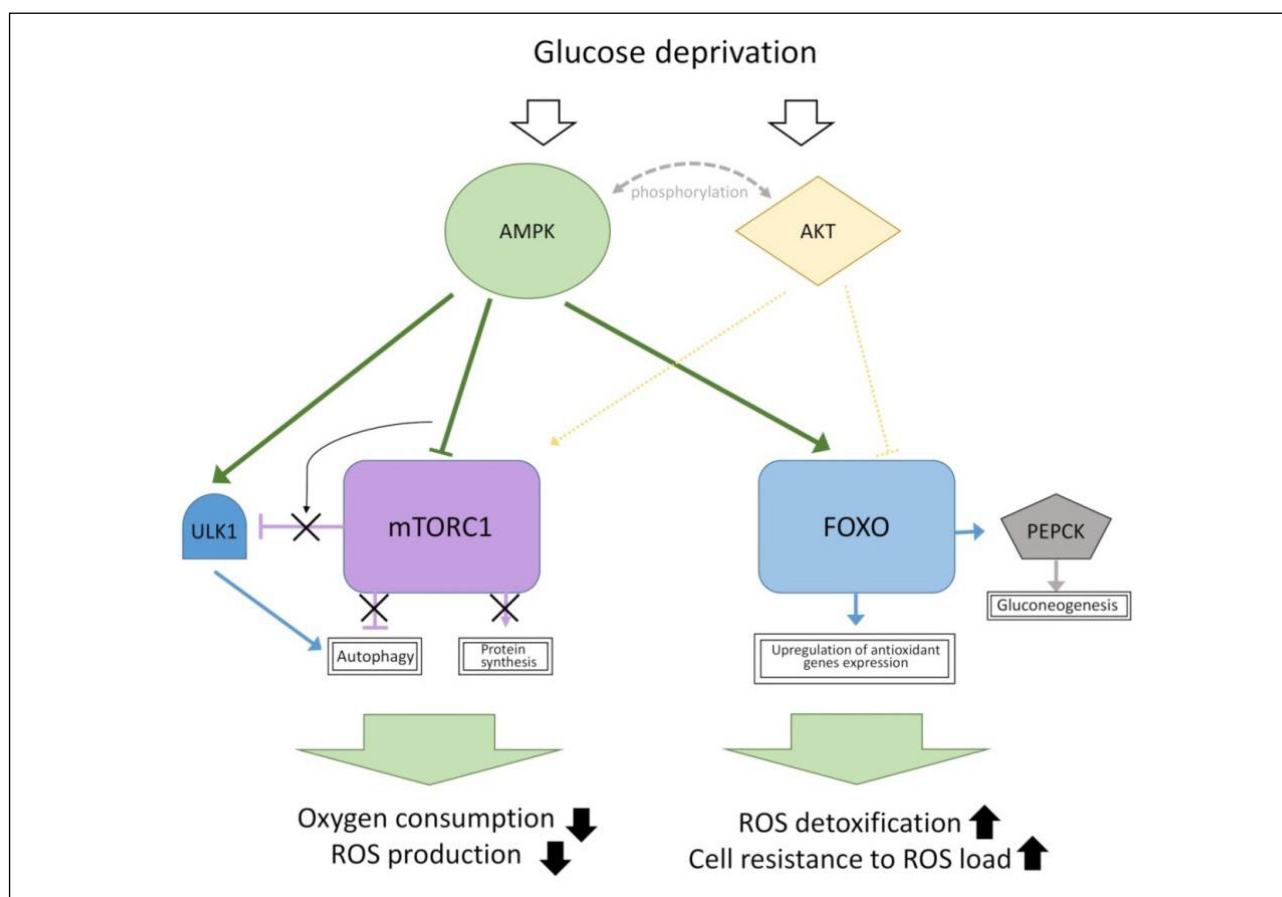 Glucose deprivation
phosphorylation
AMPK
AKT
ULK1
mTORC1
FOXO
PEPCK
Gluconeogenesis
Autophagy
Protein
synthesis
Upregulation of antioxidant
genes expression
Oxygen consumption
ROS production
ROS detoxification
Cell resistance to ROS load